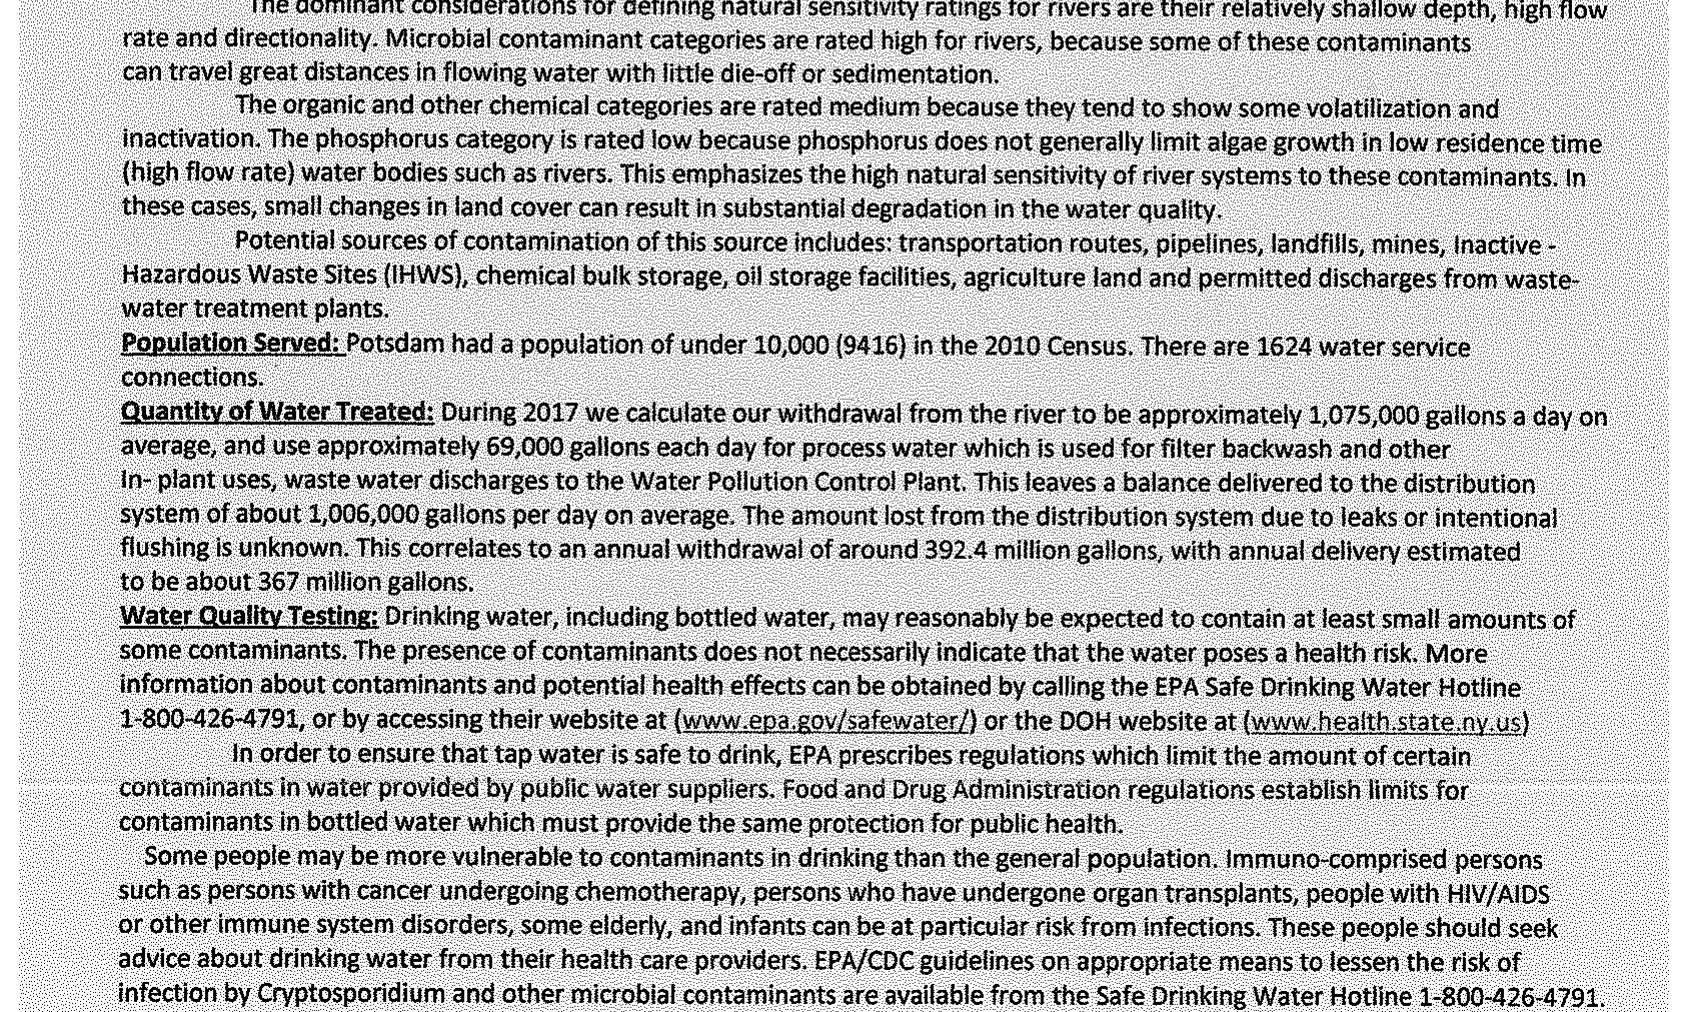 The dominant considerations for defining natural sensitivity ratings for rivers are their relatively shallow depth, high flow
rate and directionality. Microbial contaminant categories are rated high for rivers, because some of these contaminants
can travel great distances in flowing water with little die-off or sedimentation.
The organic and other chemical categories are rated medium because they tend to show some volatilization and
inactivation. The phosphorus category is rated low because phosphorus does not generally limit algae growth in low residence time
(high flow rate) water bodies such as rivers. This emphasizes the high natural sensitivity of river systems to these contaminants. In
these cases, small changes in land cover can result in substantial degradation in the water quality.
Potential sources of contamination of this source includes: transportation routes, pipelines, landfills, mines, Inactive -
Hazardous Waste Sites (IHWS), chemical bulk storage, oil storage facilities, agriculture land and permitted discharges from waste-
water treatment plants.
Population Served: Potsdam had a population of under 10,000 (9416) in the 2010 Census. There are 1624 water service
connections.
Quantity of Water Treated: During 2017 we calculate our withdrawal from the river to be approximately 1,075,000 gallons a day on
average, and use approximately 69,000 gallons each day for process water which is used for filter backwash and other
In- plant uses, waste water discharges to the Water Pollution Control Plant. This leaves a balance delivered to the distribution
system of about 1,006,000 gallons per day on average. The amount lost from the distribution system due to leaks or intentional
flushing is unknown. This correlates to an annual withdrawal of around 392.4 million gallons, with annual delivery estimated
to be about 367 million gallons.
Water Quality Testing: Drinking water, including bottled water, may reasonably be expected to contain at least small amounts of
some contaminants. The presence of contaminants does not necessarily indicate that the water poses a health risk. More
information about contaminants and potential health effects can be obtained by calling the EPA Safe Drinking Water Hotline
1-800-426-4791, or by accessing their website at (www.epa.gov/safewater/) or the DOH website at (www.health.state.ny.us)
In order to ensure that tap water is safe to drink, EPA prescribes regulations which limit the amount of certain
contaminants in water provided by public water suppliers. Food and Drug Administration regulations establish limits for
contaminants in bottled water which must provide the same protection for public health.
Some people may be more vulnerable to contaminants in drinking than the general population. Immuno-comprised persons
such as persons with cancer undergoing chemotherapy, persons who have undergone organ transplants, people with HIV/AIDS
or other immune system disorders, some elderly, and infants can be at particular risk from infections. These people should seek
advice about drinking water from their health care providers. EPA/CDC guidelines on appropriate means to lessen the risk of
infection by Cryptosporidium and other microbial contaminants are available from the Safe Drinking Water Hotline 1-800-426-4791.